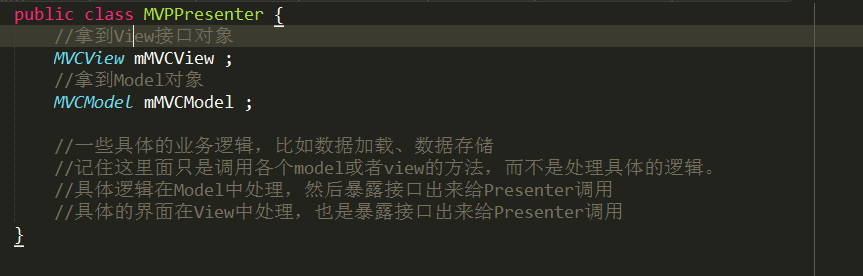 public class MVPPresenter {
//拿到View接口对象
MVCView mMVCView ;
//拿到Model对象
MVCModel mMVCModel ;
//一些具体的业务逻辑，比如数据加载、数据存储
//记住这里面只是调用各个model或者view的方法，而不是处理具体的逻辑。
//具体逻辑在Model中处理，然后暴露接口出来给Presenter调用
//具体的界面在View中处理，也是暴露接口出来给Presenter调用
}